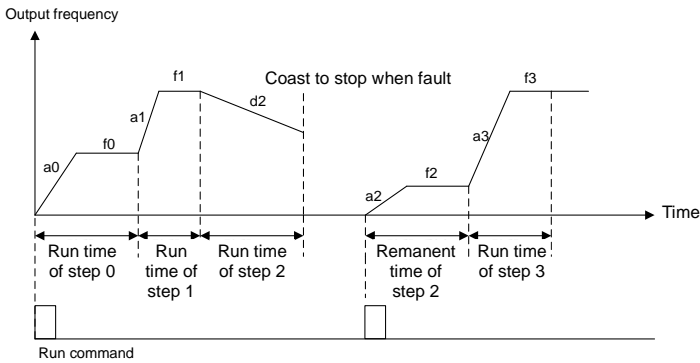 Output frequency
f1
Coast to stop when fault
f3
a1
d2
f0
a3
a0
f2
a2
Time
Run time
of step 0
Run
time of
step 1
Run time
of step 2
Remanent
time of
step 2
Run time
of step 3
Run command